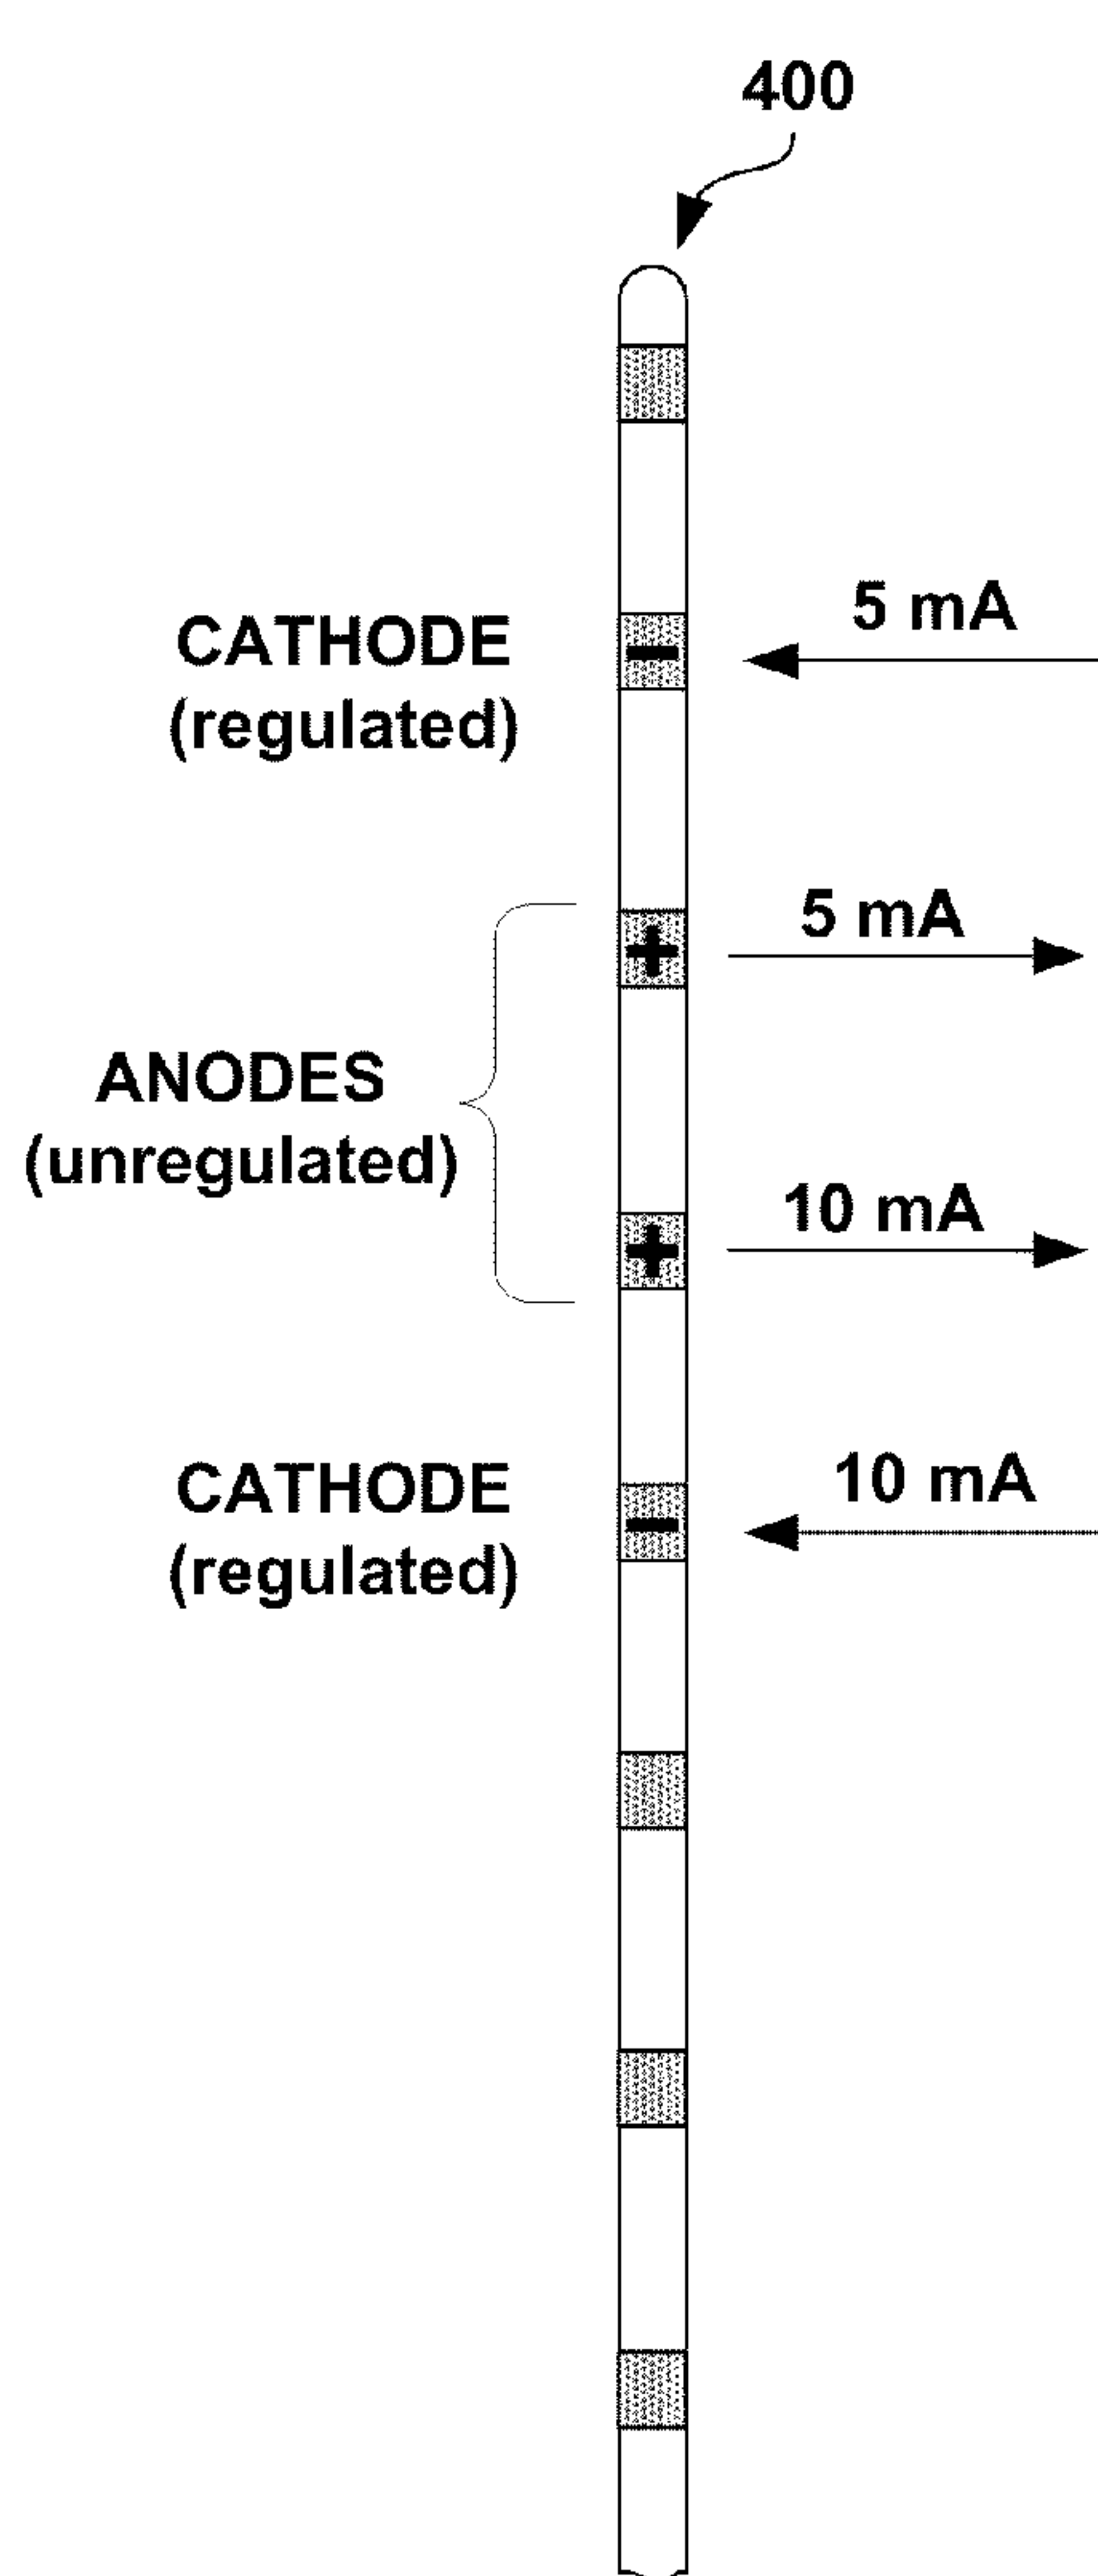 400
5 mA
CATHODE
(regulated)
−
5 mA
+
ANODES
(unregulated)
10 mA
+
10 mA
CATHODE
(regulated)
−